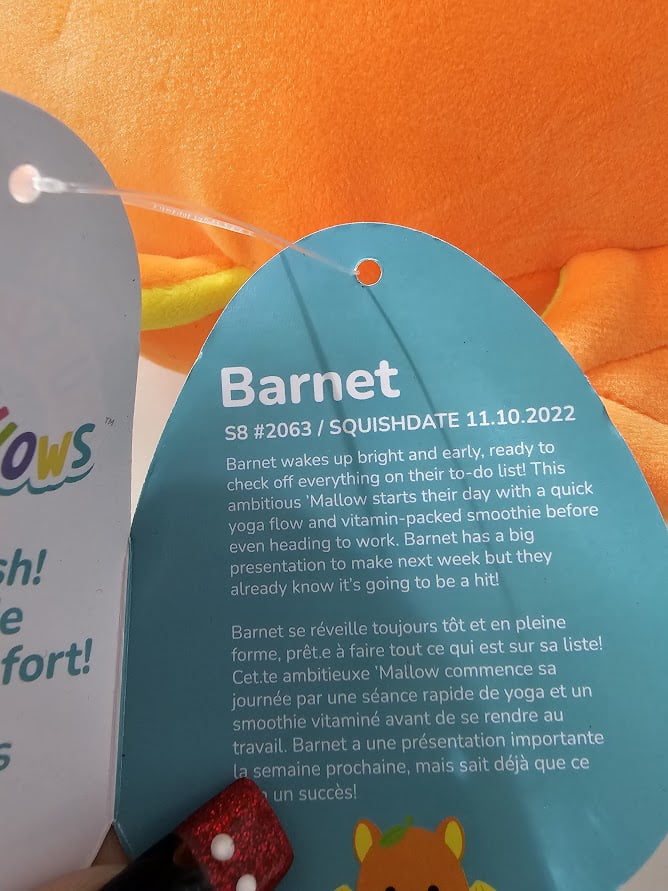 OWS™
sh!
e
fort!
s
Barnet
S8 #2063 / SQUISHDATE 11.10.2022
Barnet wakes up bright and early, ready to
check off everything on their to-do list! This
ambitious 'Mallow starts their day with a quick
yoga flow and vitamin-packed smoothie before
even heading to work. Barnet has a big
presentation to make next week but they
already know it's going to be a hit!
Barnet se réveille toujours tôt et en pleine
forme, prêt.e à faire tout ce qui est sur sa liste!
Cet.te ambitieuxe 'Mallow commence sa
journée par une séance rapide de yoga et un
smoothie vitaminé avant de se rendre au
travail. Barnet a une présentation importante
la semaine prochaine, mais sait déjà que ce
un succès!